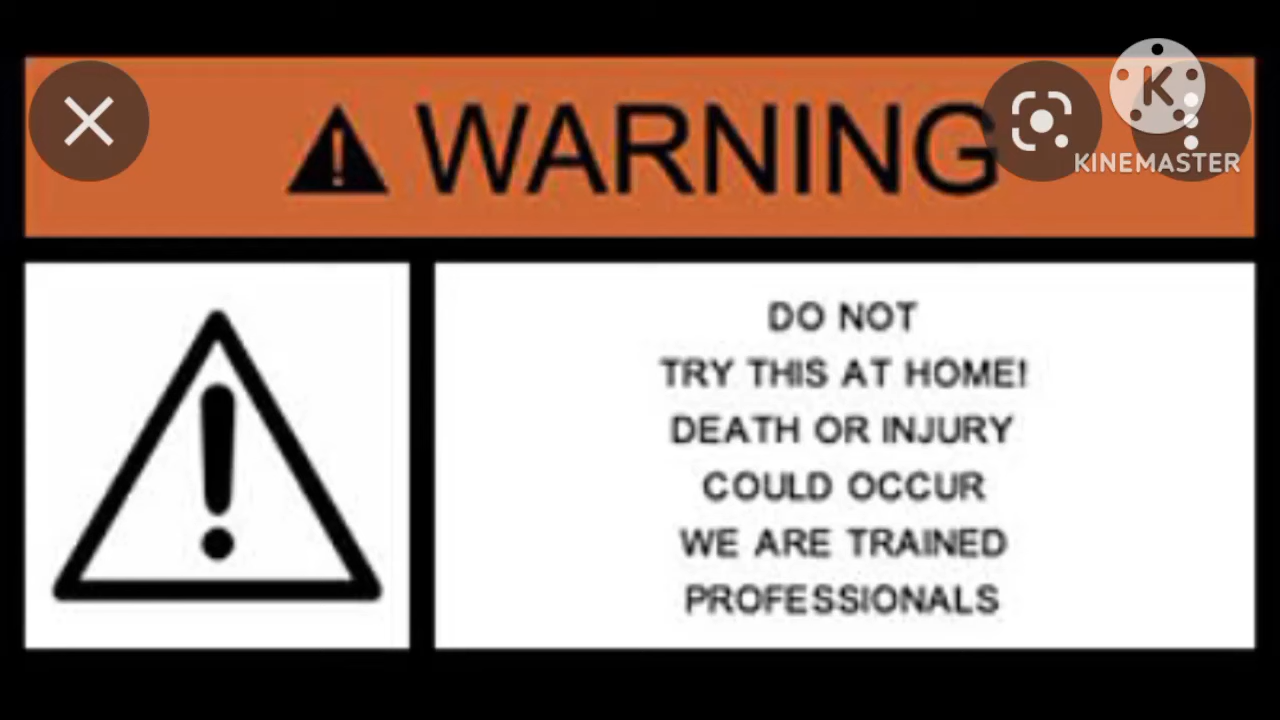 WARNING
K
KINEMASTER
DO NOT
TRY THIS AT HOME!
DEATH OR INJURY
COULD OCCUR
WE ARE TRAINED
PROFESSIONALS